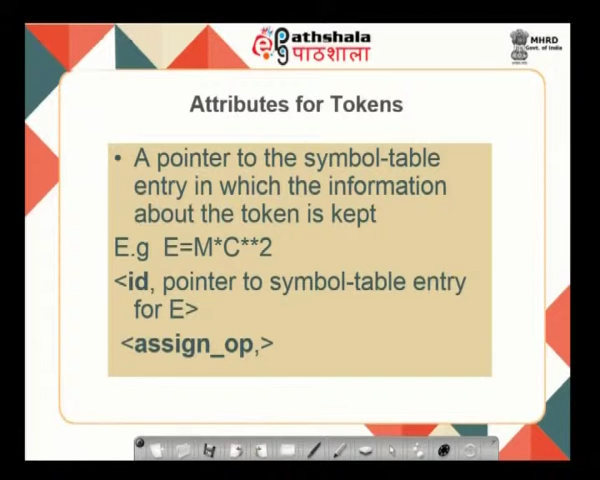 ePathshala
पाठशाला
MHRD
Govt. of India
Attributes for Tokens
• A pointer to the symbol-table
entry in which the information
about the token is kept
E.g E=M*C**2
<id, pointer to symbol-table entry
for E>
<assign_op,>